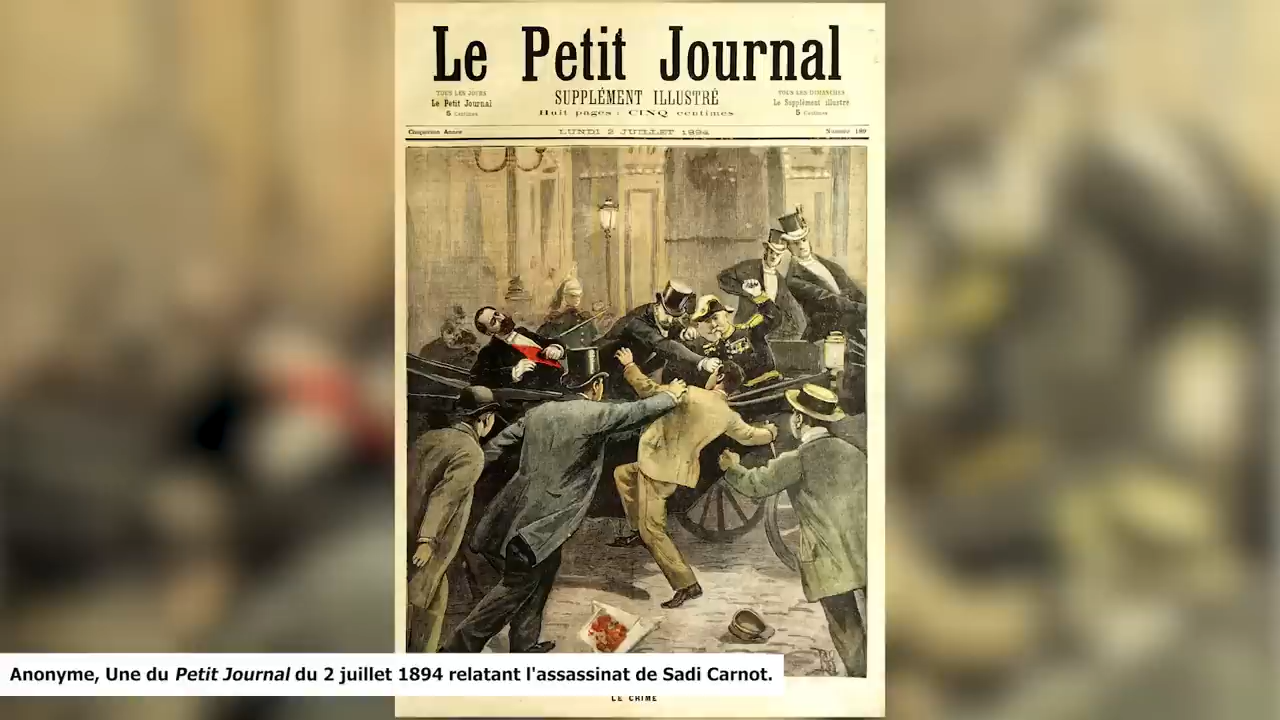 Le Petit Journal
TOUS LES JOURS
Le Petit Journal
5 Centimes
SUPPLÉMENT ILLUSTRÉ
Huit pages : CINQ centimes
TOUS LES DIMANCHES
Le Supplément illustré
5 Centimes
Cinquième Année
LUNDI 2 JUILLET 1894
Numéro 189
Anonyme, Une du Petit Journal du 2 juillet 1894 relatant l'assassinat de Sadi Carnot.
LE CRIME